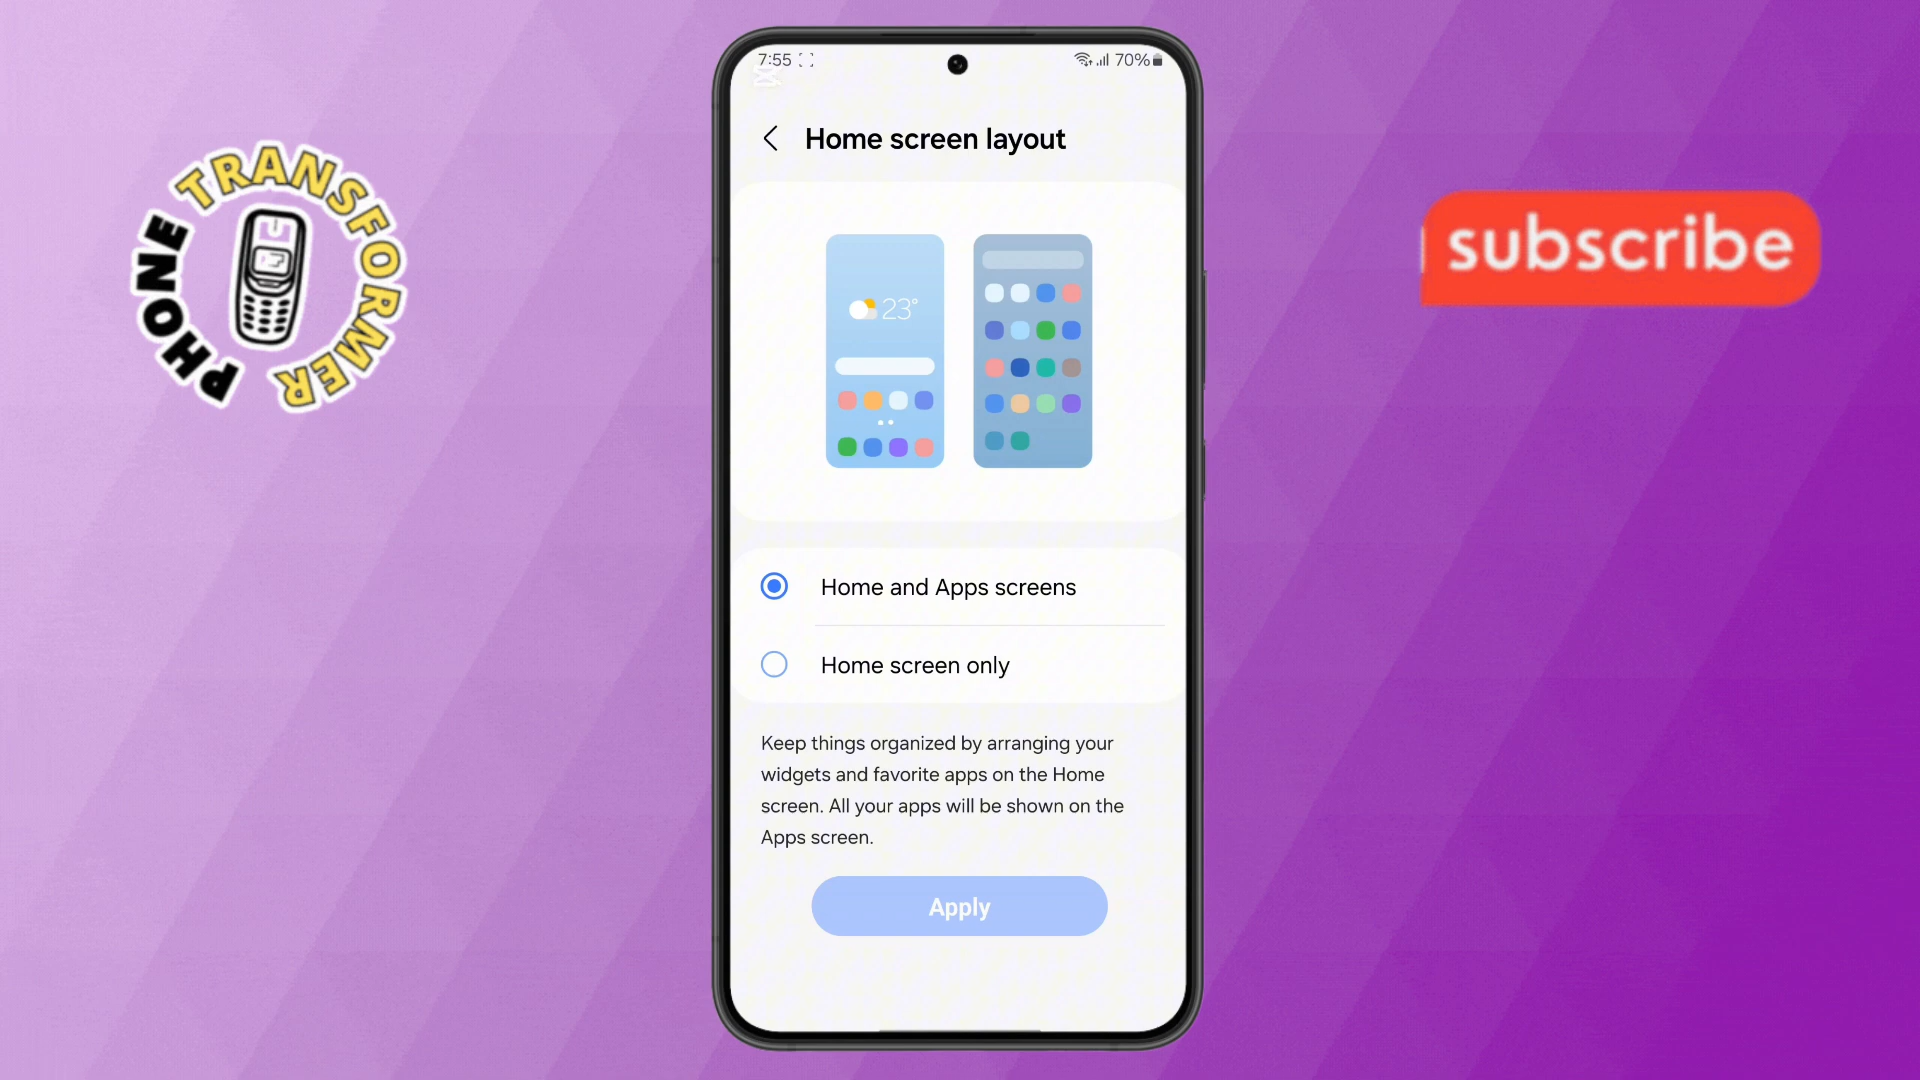 PHONE TRANSFORMER
7:55
70%
Home screen layout
23°
Home and Apps screens
Home screen only
Keep things organized by arranging your
widgets and favorite apps on the Home
screen. All your apps will be shown on the
Apps screen.
Apply
subscribe